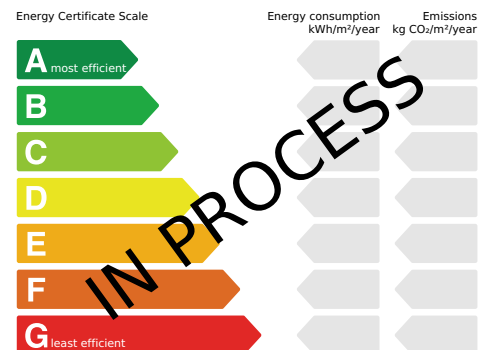 Energy Certificate Scale
Energy consumption
kWh/m²/year
Emissions
kg CO₂/m²/year
A most efficient
B
C
D
E
F
G least efficient
IN PROCESS